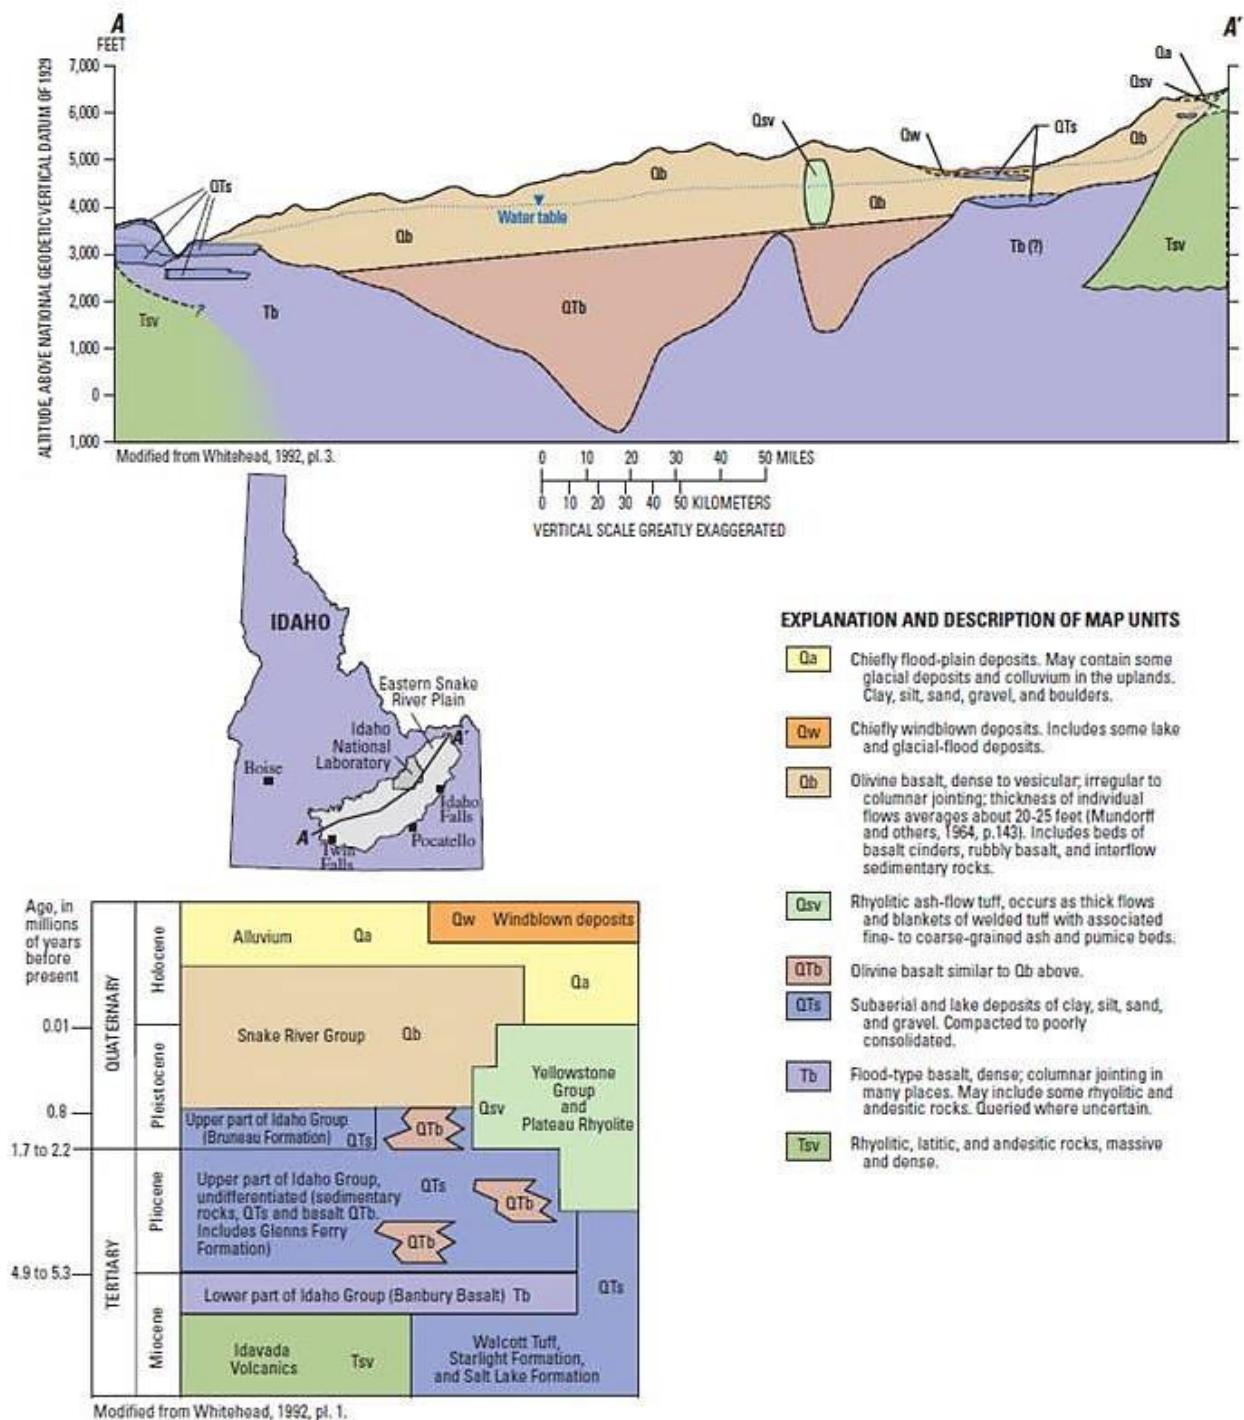 A
FEET
A'
ALTITUDE, ABOVE NATIONAL GEODETIC VERTICAL DATUM OF 1929
7,000
6,000
5,000
4,000
3,000
2,000
1,000
0
1,000
Qa
Qsv
Qsv
Qw
QTs
Qb
Qb
QTs
Water table
Qb
Qb
Tb (?)
Tsv
QTb
Tb
?
Tsv
Modified from Whitehead, 1992, pl. 3.
0 10 20 30 40 50 MILES
0 10 20 30 40 50 KILOMETERS
VERTICAL SCALE GREATLY EXAGGERATED
IDAHO
Eastern Snake
River Plain
Idaho
National
Laboratory
A'
Boise
Idaho
Falls
A
Twin
Falls
Pocatello
EXPLANATION AND DESCRIPTION OF MAP UNITS
Qa Chiefly flood-plain deposits. May contain some
glacial deposits and colluvium in the uplands.
Clay, silt, sand, gravel, and boulders.
Qw Chiefly windblown deposits. Includes some lake
and glacial-flood deposits.
Qb Olivine basalt, dense to vesicular; irregular to
columnar jointing; thickness of individual
flows averages about 20-25 feet (Mundorff
and others, 1964, p.143). Includes beds of
basalt cinders, rubbly basalt, and interflow
sedimentary rocks.
Qsv Rhyolitic ash-flow tuff, occurs as thick flows
and blankets of welded tuff with associated
fine- to coarse-grained ash and pumice beds.
QTb Olivine basalt similar to Qb above.
QTs Subaerial and lake deposits of clay, silt, sand,
and gravel. Compacted to poorly
consolidated.
Tb Flood-type basalt, dense; columnar jointing in
many places. May include some rhyolitic and
andesitic rocks. Queried where uncertain.
Tsv Rhyolitic, latitic, and andesitic rocks, massive
and dense.
Age, in
millions
of years
before
present
0.01
0.8
1.7 to 2.2
4.9 to 5.3
QUATERNARY
TERTIARY
Holocene
Pleistocene
Pliocene
Miocene
Qw Windblown deposits
Alluvium Qa
Qa
Snake River Group Qb
Yellowstone
Group
and
Plateau Rhyolite
Qsv
Upper part of Idaho Group
(Bruneau Formation) QTs
QTb
Upper part of Idaho Group,
undifferentiated (sedimentary
rocks, QTs and basalt QTb.
Includes Glenns Ferry
Formation)
QTs
QTb
QTb
QTs
Lower part of Idaho Group (Banbury Basalt) Tb
Idavada
Volcanics Tsv
Walcott Tuff,
Starlight Formation,
and Salt Lake Formation
Modified from Whitehead, 1992, pl. 1.